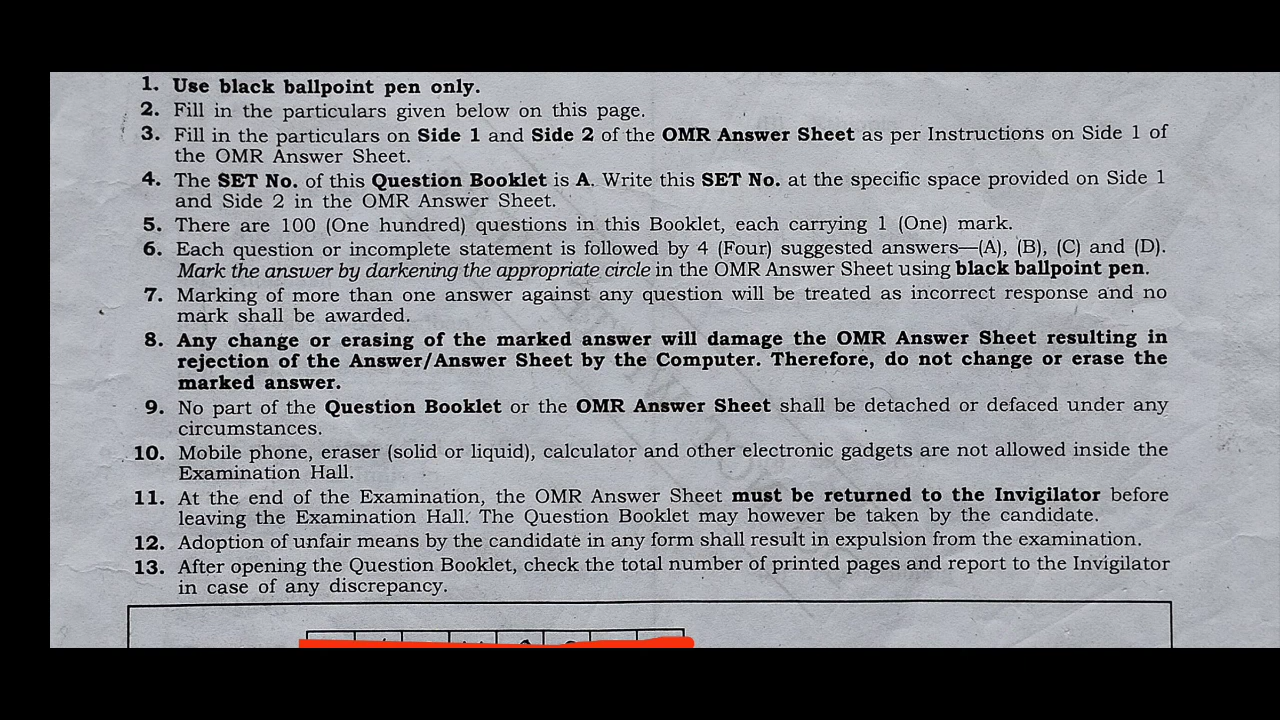 1. Use black ballpoint pen only.
2. Fill in the particulars given below on this page.
3. Fill in the particulars on Side 1 and Side 2 of the OMR Answer Sheet as per Instructions on Side 1 of
the OMR Answer Sheet.
4. The SET No. of this Question Booklet is A. Write this SET No. at the specific space provided on Side 1
and Side 2 in the OMR Answer Sheet.
5. There are 100 (One hundred) questions in this Booklet, each carrying 1 (One) mark.
6. Each question or incomplete statement is followed by 4 (Four) suggested answers—(A), (B), (C) and (D).
Mark the answer by darkening the appropriate circle in the OMR Answer Sheet using black ballpoint pen.
7. Marking of more than one answer against any question will be treated as incorrect response and no
mark shall be awarded.
8. Any change or erasing of the marked answer will damage the OMR Answer Sheet resulting in
rejection of the Answer/Answer Sheet by the Computer. Therefore, do not change or erase the
marked answer.
9. No part of the Question Booklet or the OMR Answer Sheet shall be detached or defaced under any
circumstances.
10. Mobile phone, eraser (solid or liquid), calculator and other electronic gadgets are not allowed inside the
Examination Hall.
11. At the end of the Examination, the OMR Answer Sheet must be returned to the Invigilator before
leaving the Examination Hall. The Question Booklet may however be taken by the candidate.
12. Adoption of unfair means by the candidate in any form shall result in expulsion from the examination.
13. After opening the Question Booklet, check the total number of printed pages and report to the Invigilator
in case of any discrepancy.